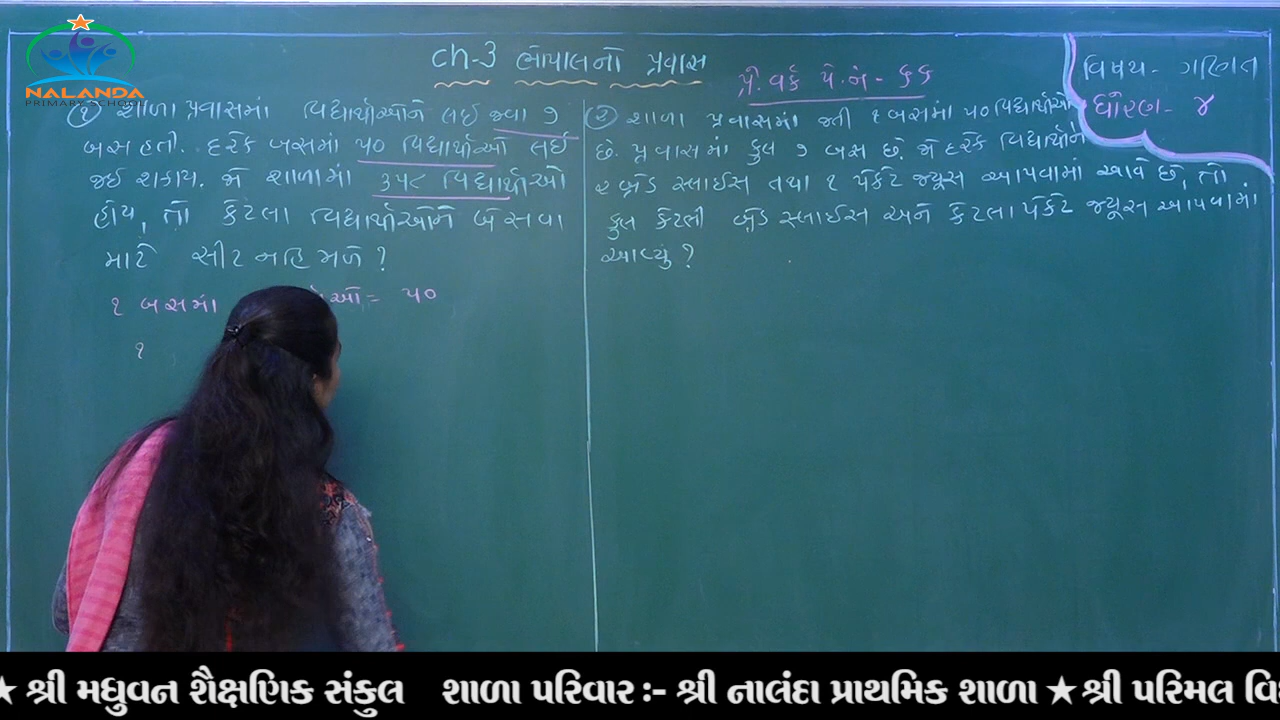 NALANDA
PRIMARY SCHOOL
ch-3 ભોપાલનો પ્રવાસ
પ્રી.વર્ક પે.નં - ૬૬
વિષય - ગણિત
ધોરણ - ૪
૧ શાળા પ્રવાસમાં વિદ્યાર્થીઓને લઈ જવા ૭
બસ હતી. દરેક બસમાં ૫૦ વિદ્યાર્થીઓ લઈ
જઈ શકાય. જો શાળામાં ૩૫૮ વિદ્યાર્થીઓ
હોય, તો કેટલા વિદ્યાર્થીઓને બેસવા
માટે સીટ નહિ મળે ?
૧ બસમાં ઓ = ૫૦
૧
૨ શાળા પ્રવાસમાં જતી ૧ બસમાં ૫૦ વિદ્યાર્થીઓ
છે. પ્રવાસમાં કુલ ૭ બસ છે. જો દરેક વિદ્યાર્થીને
૨ બ્રેડ સ્લાઈસ તથા ૧ પેકેટ જ્યૂસ આપવામાં આવે છે, તો
કુલ કેટલી બ્રેડ સ્લાઈસ અને કેટલા પેકેટ જ્યૂસ આપવામાં
આવ્યું ?
★ શ્રી મધુવન શૈક્ષણિક સંકુલ શાળા પરિવાર :- શ્રી નાલંદા પ્રાથમિક શાળા ★ શ્રી પરિમલ